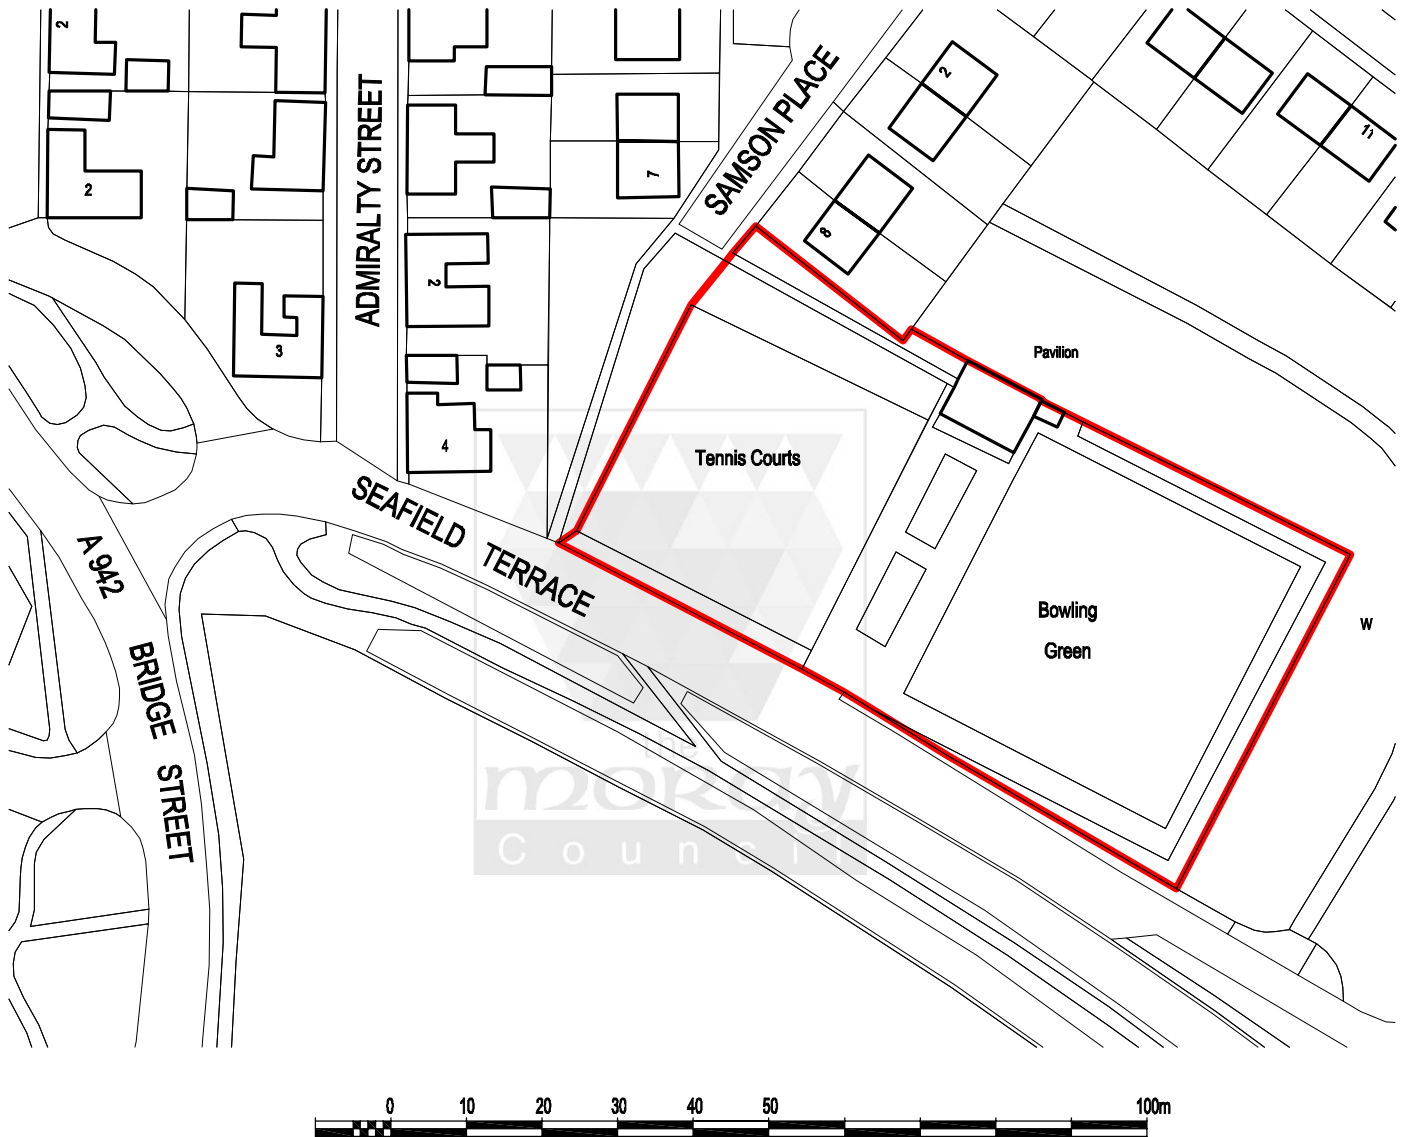 2
2
3
ADMIRALTY STREET
2
4
7
SAMSON PLACE
2
8
11
Pavilion
Tennis Courts
Bowling
Green
W
SEAFIELD TERRACE
A 942
BRIDGE STREET
the
moray
Council
0 10 20 30 40 50 100m